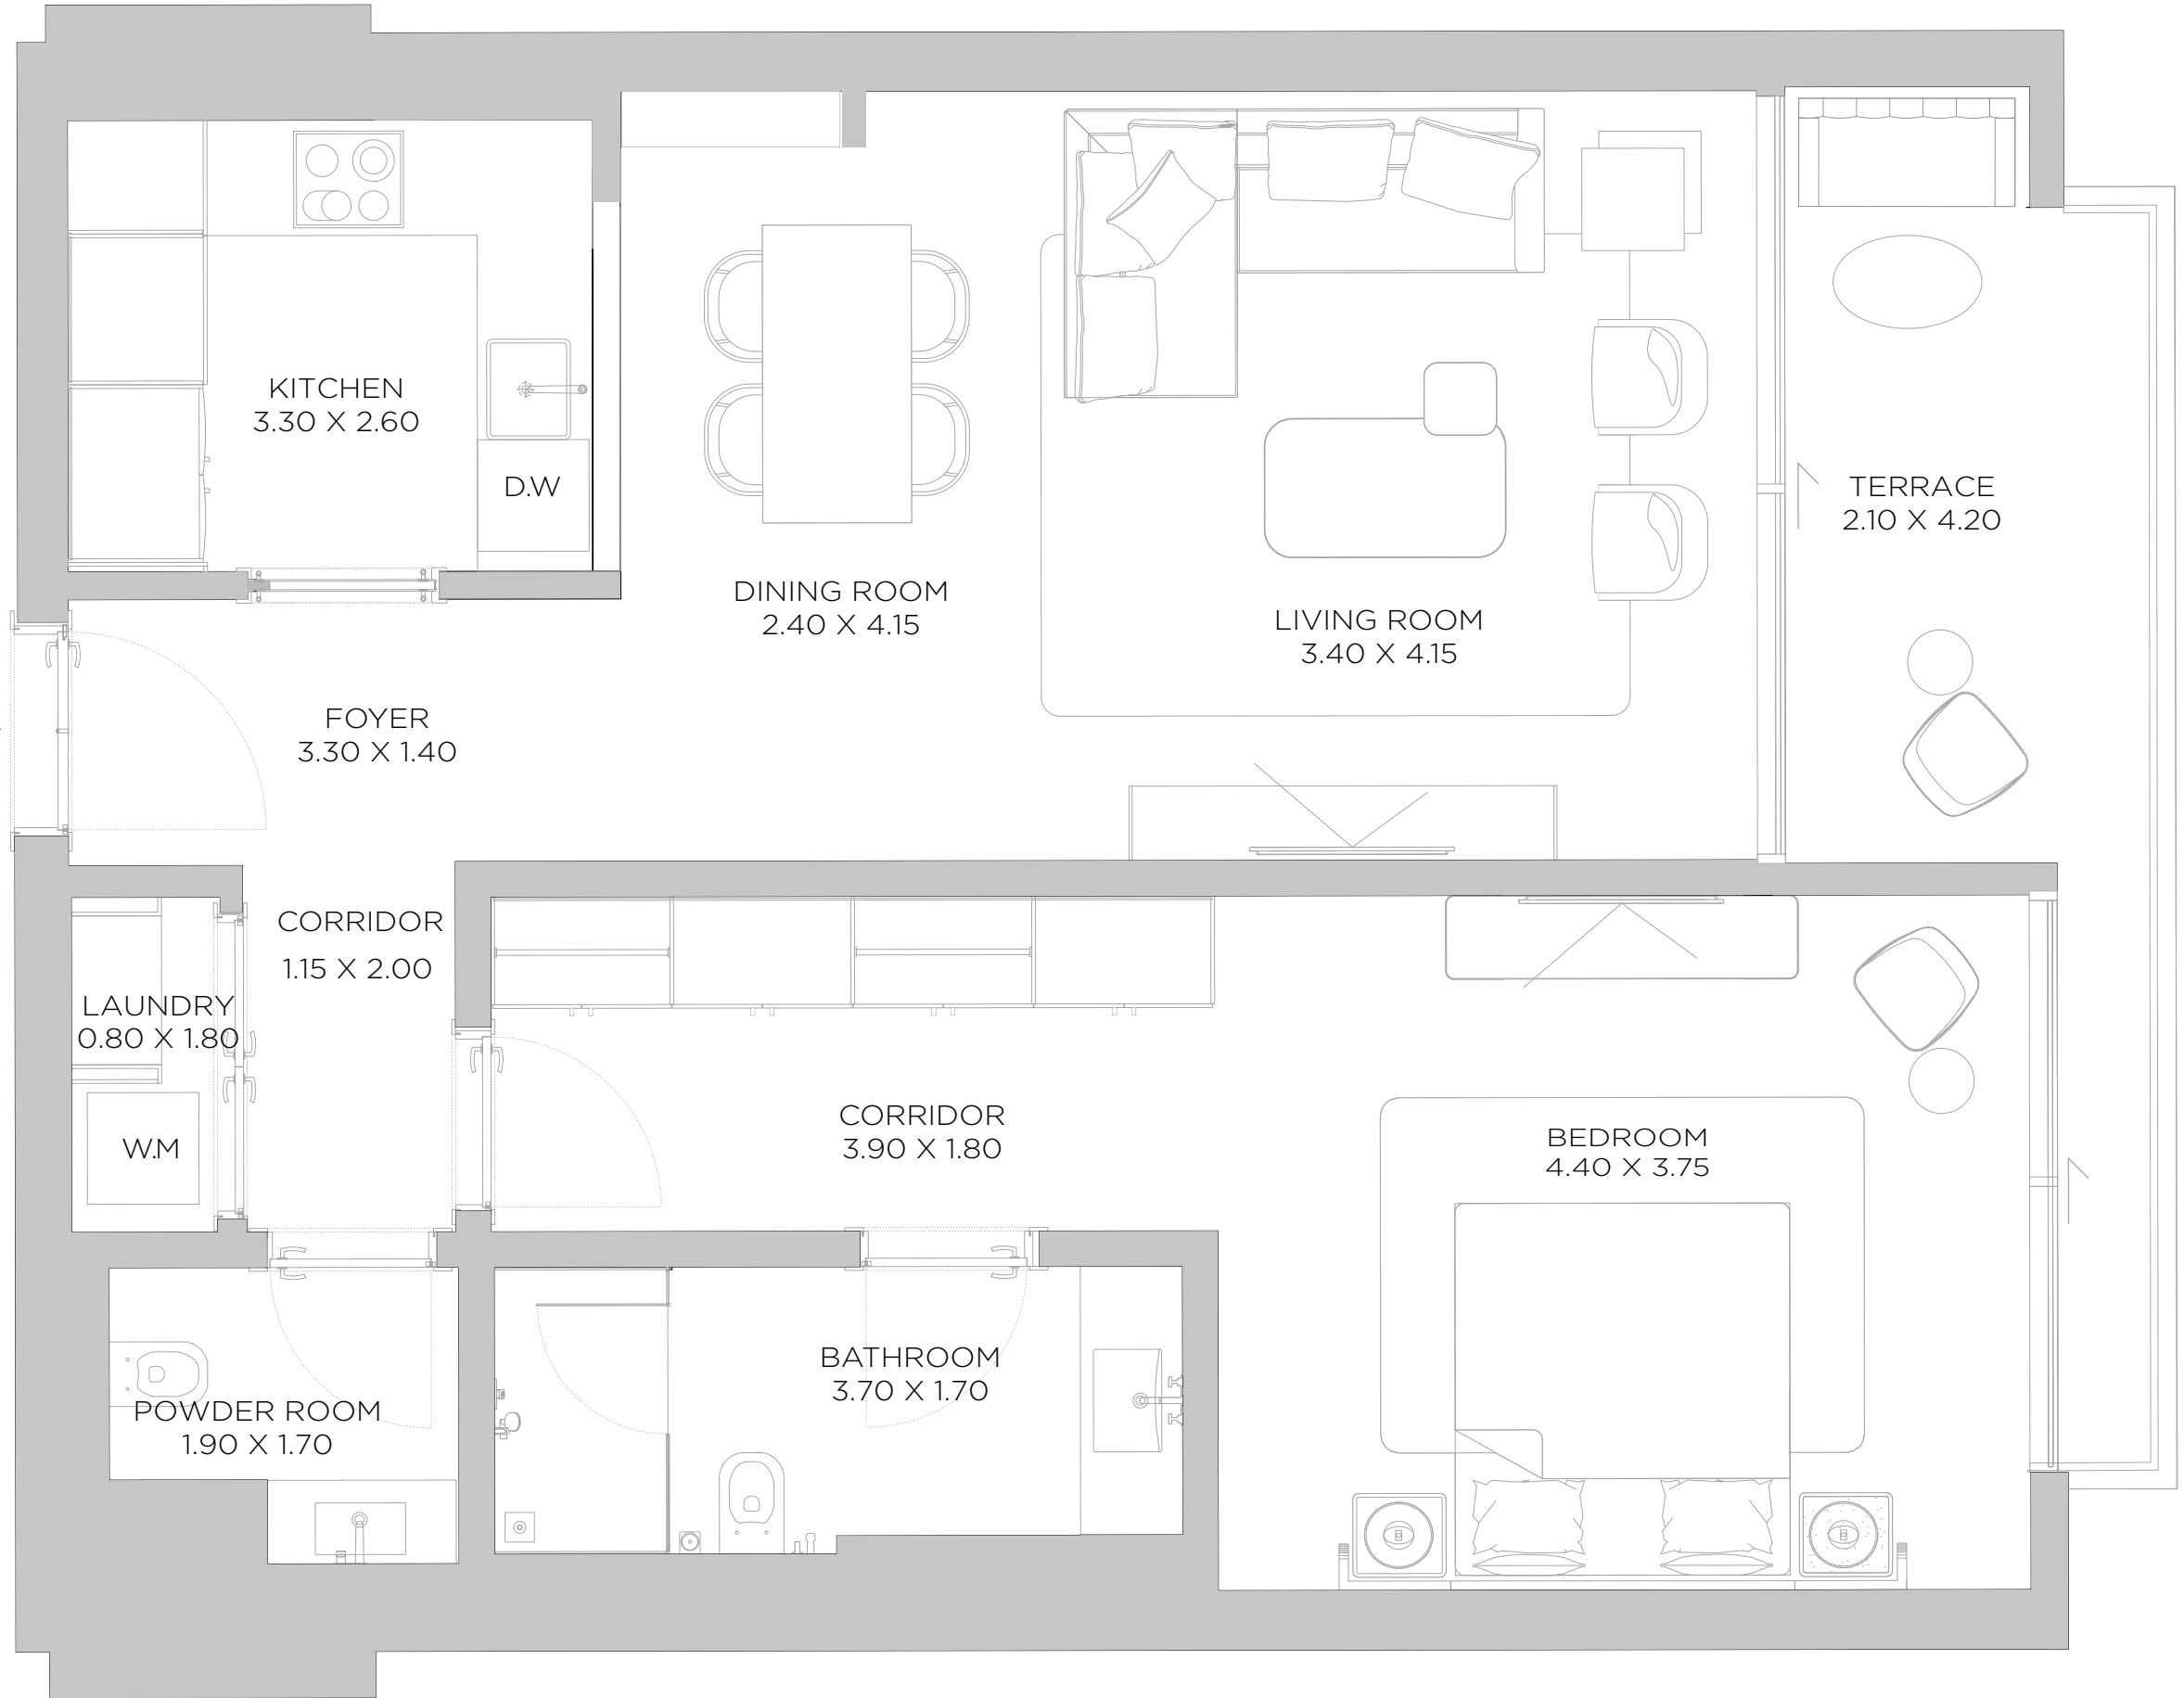 KITCHEN
3.30 X 2.60
D.W
TERRACE
2.10 X 4.20
DINING ROOM
2.40 X 4.15
LIVING ROOM
3.40 X 4.15
FOYER
3.30 X 1.40
CORRIDOR
1.15 X 2.00
LAUNDRY
0.80 X 1.80
W.M
CORRIDOR
3.90 X 1.80
BEDROOM
4.40 X 3.75
BATHROOM
3.70 X 1.70
POWDER ROOM
1.90 X 1.70